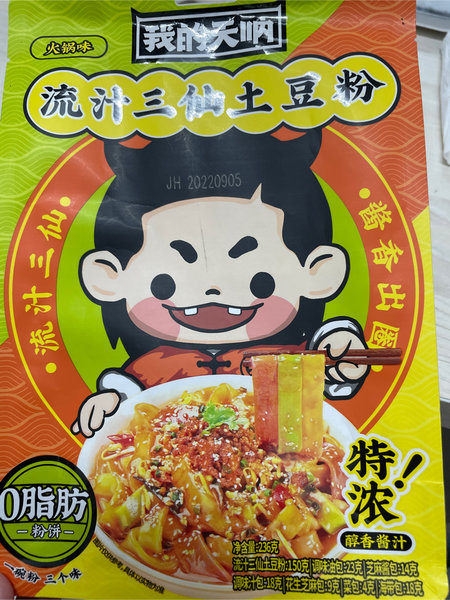 我的天呐
火锅味
流汁三仙土豆粉
JH 20220905
·流汁三仙·
·酱香出圈
特浓!
醇香酱汁
0脂肪
粉饼
一碗粉 三个味
净含量:236克
流汁三仙土豆粉:150克|调味油包:23克|芝麻酱包:14克
调味汁包:18克|花生芝麻包:9克|菜包:4克|海带包:18克